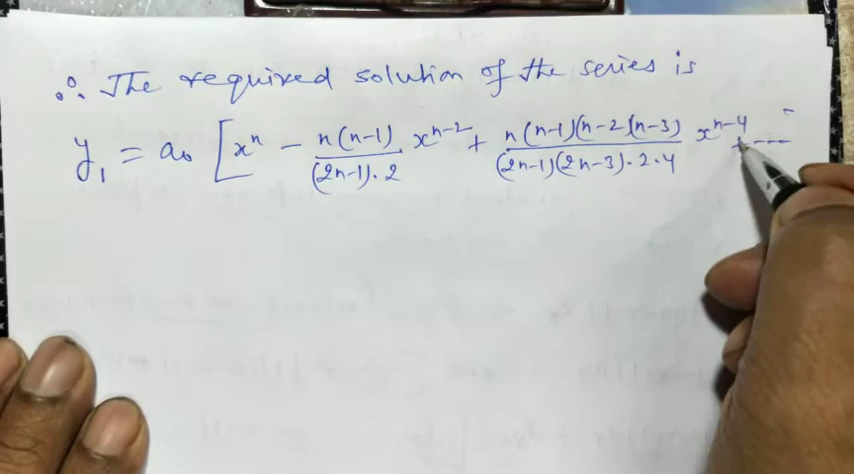 ∴ The required solution of the series is
y₁ = a₀ [xⁿ - n(n-1)/(2n-1)·2 xⁿ⁻² + n(n-1)(n-2)(n-3)/(2n-1)(2n-3)·2·4 xⁿ⁻⁴ + ---